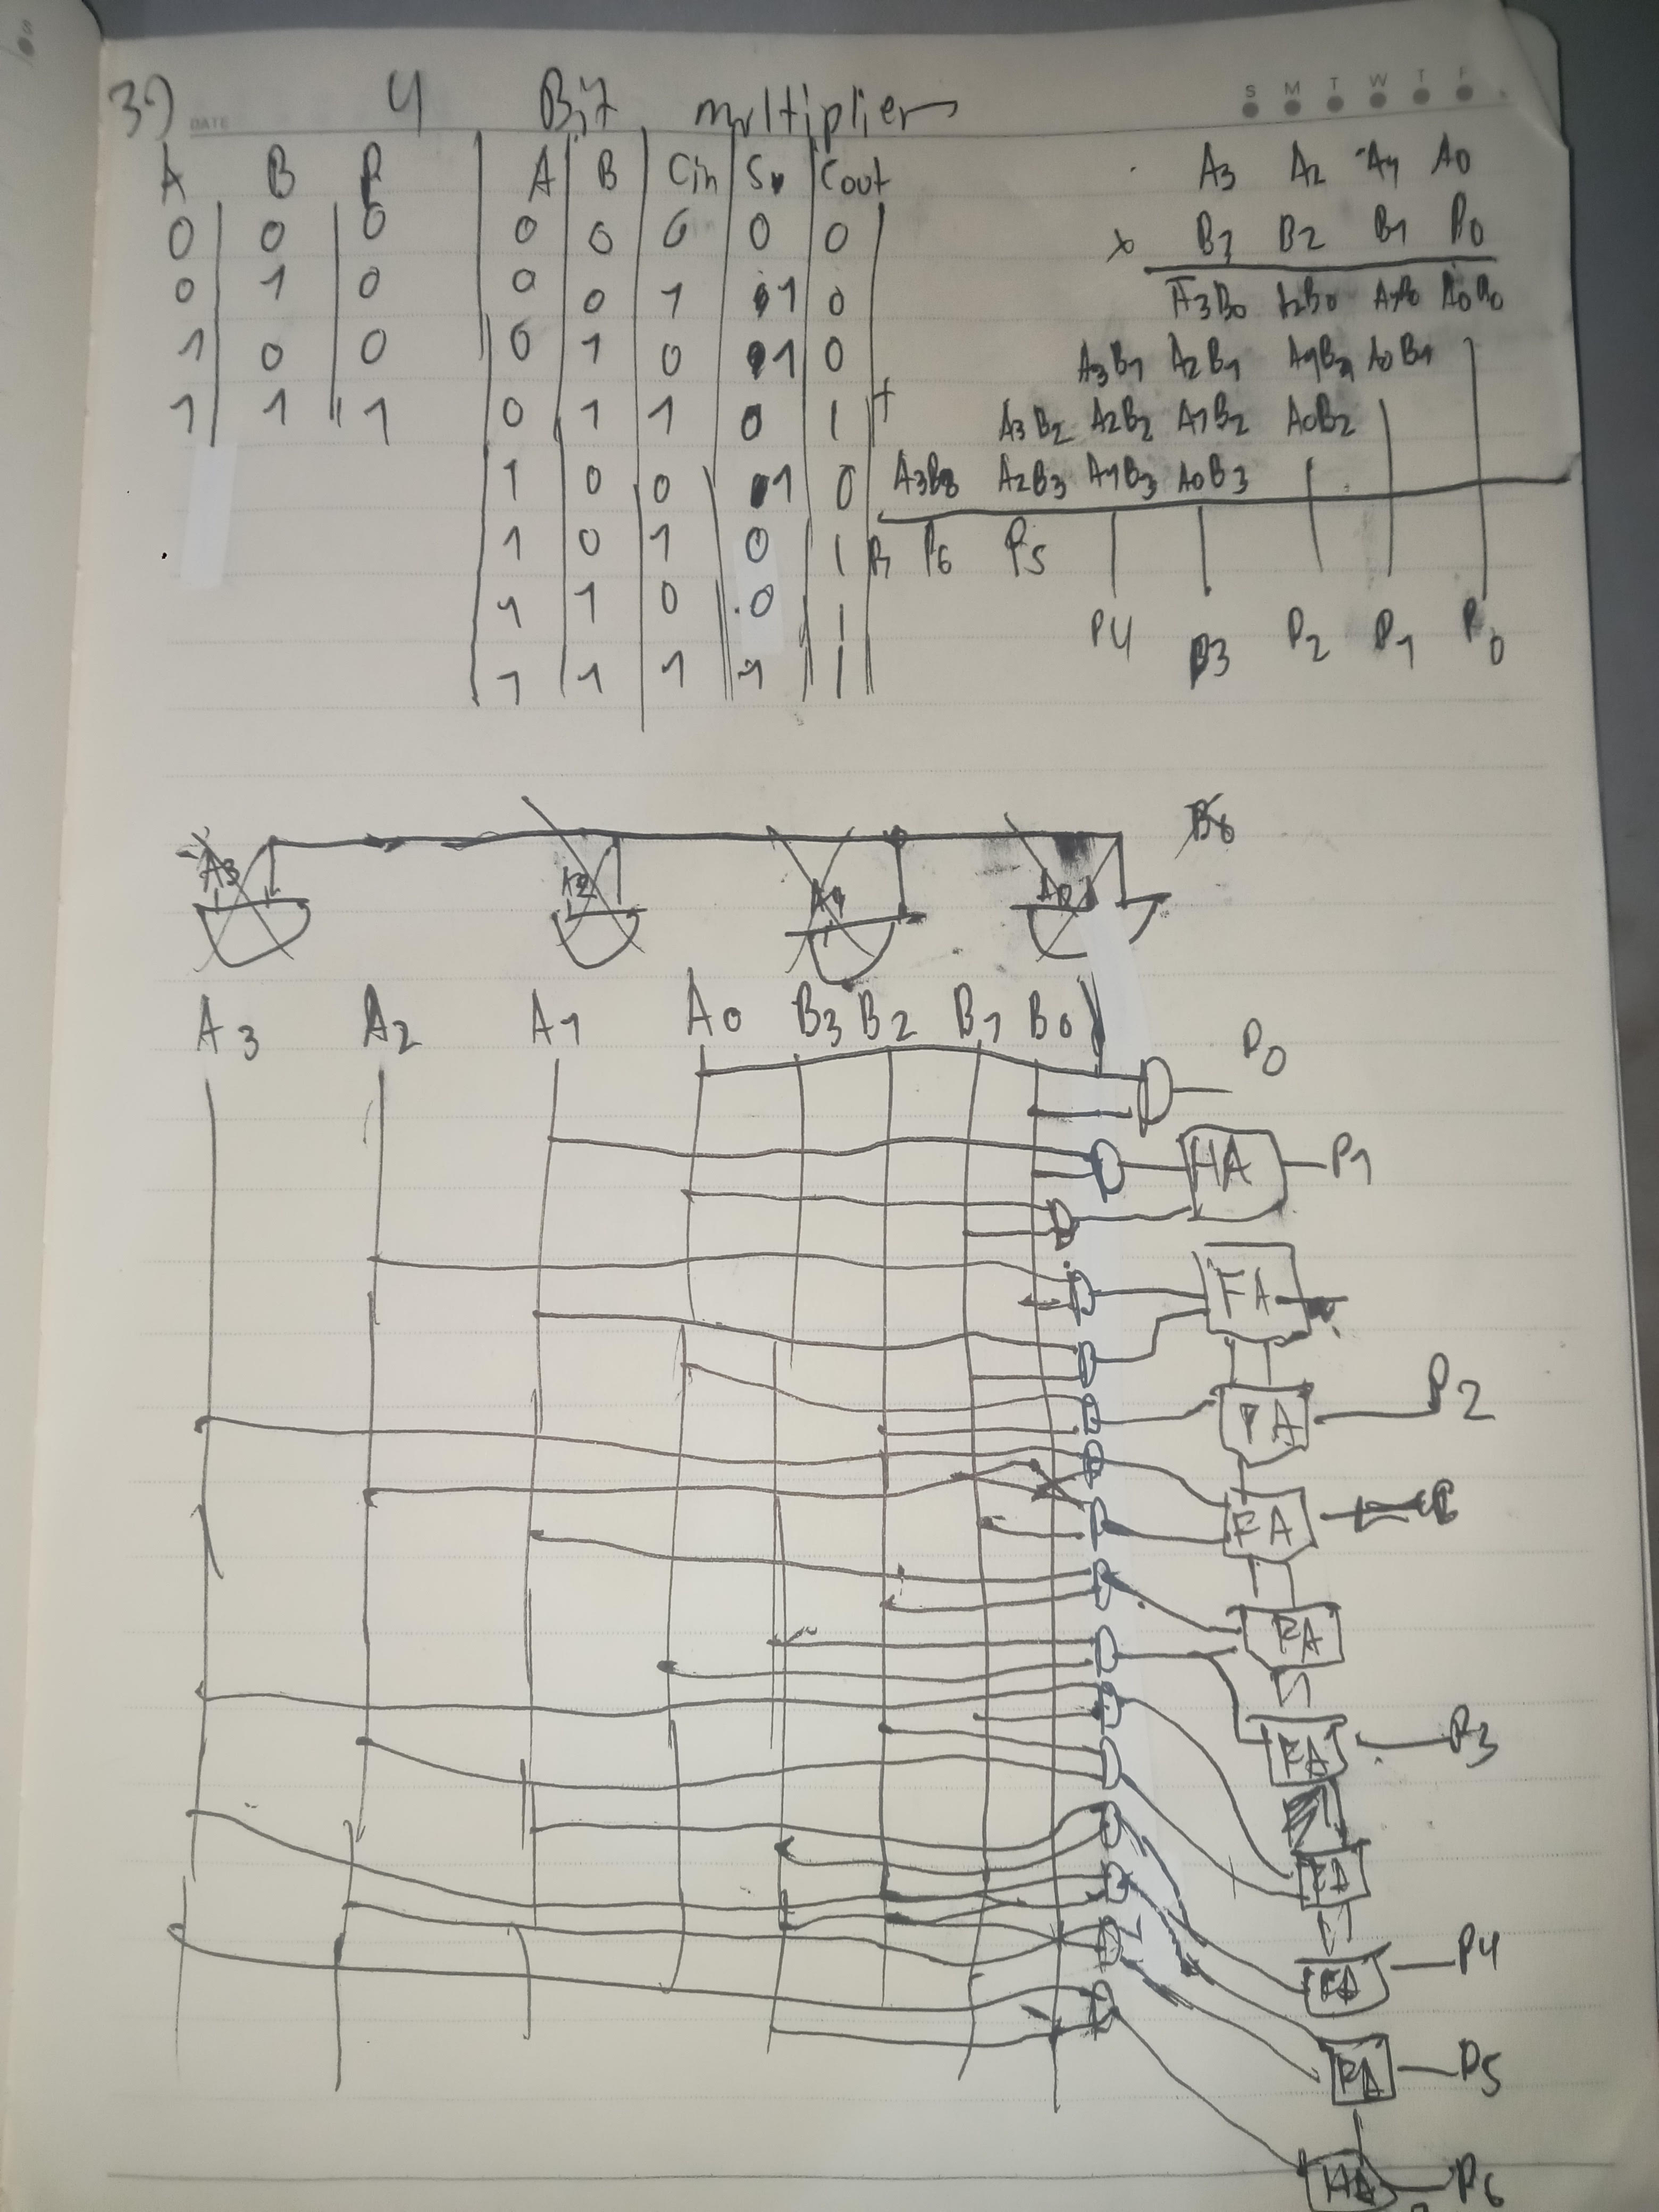 3)
DATE
4 Bit multiplier
S M T W T F
A B P
0 0 0
0 1 0
1 0 0
1 1 1
A B Cin S Cout
0 0 0 0 0
0 0 1 1 0
0 1 0 1 0
0 1 1 0 1
1 0 0 1 0
1 0 1 0 1
1 1 0 0 1
1 1 1 1 1
A3 A2 A1 A0
x B3 B2 B1 B0
A3B0 A2B0 A1B0 A0B0
A3B1 A2B1 A1B1 A0B1
+
A3B2 A2B2 A1B2 A0B2
A3B3 A2B3 A1B3 A0B3
P7 P6 P5
P4 P3 P2 P1 P0
B0
A3 A2 A1 A0
A3 A2 A1 A0 B3 B2 B1 B0
P0
HA P1
FA
FA P2
FA
FA
FA P3
FA
FA P4
FA P5
HA P6